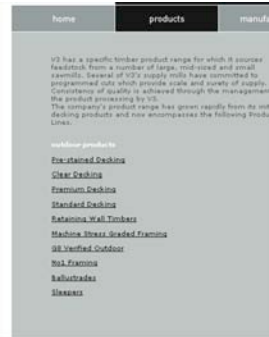 home products manufa
V3 has a specific timber product range for which it sources
feedstock from a number of large, mid-sized and small
sawmills. Several of V3's supply mills have committed to
programmed cuts which provide scale and surety of supply.
Consistency of quality is achieved through the managemen
the product processing by V3.
The company's product range has grown rapidly from its init
decking products and now encompasses the following Produ
Lines.
outdoor products
Pre-stained Decking
Clear Decking
Premium Decking
Standard Decking
Retaining Wall Timbers
Machine Stress Graded Framing
G8 Verified Outdoor
No1 Framing
Ballustrades
Sleepers